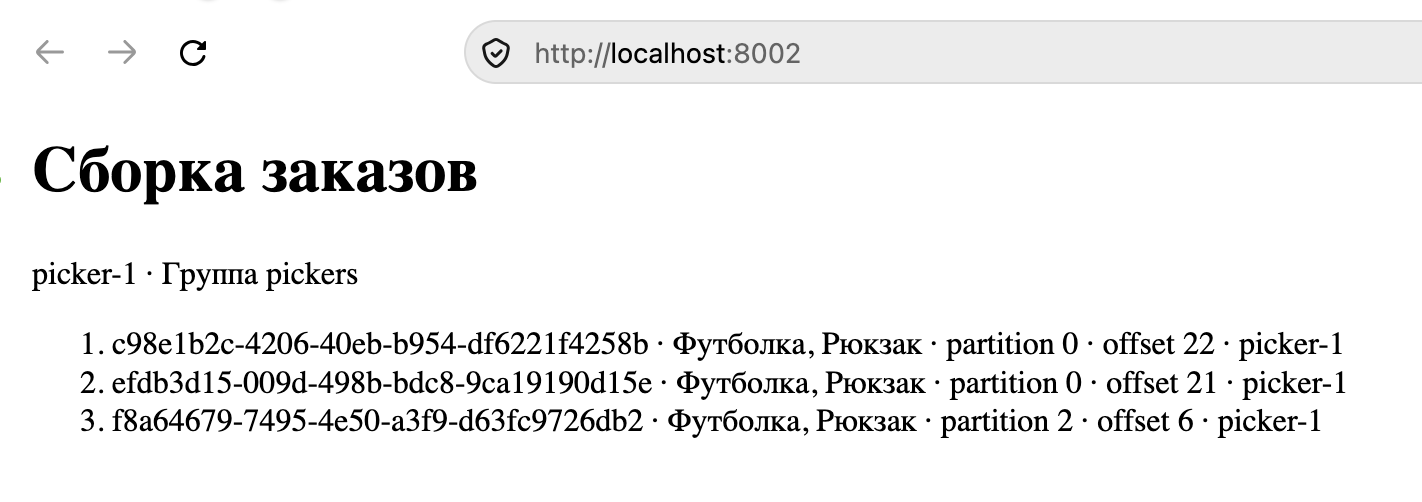 http://localhost:8002
Сборка заказов
picker-1 · Группа pickers
1. c98e1b2c-4206-40eb-b954-df6221f4258b · Футболка, Рюкзак · partition 0 · offset 22 · picker-1
2. efdb3d15-009d-498b-bdc8-9ca19190d15e · Футболка, Рюкзак · partition 0 · offset 21 · picker-1
3. f8a64679-7495-4e50-a3f9-d63fc9726db2 · Футболка, Рюкзак · partition 2 · offset 6 · picker-1